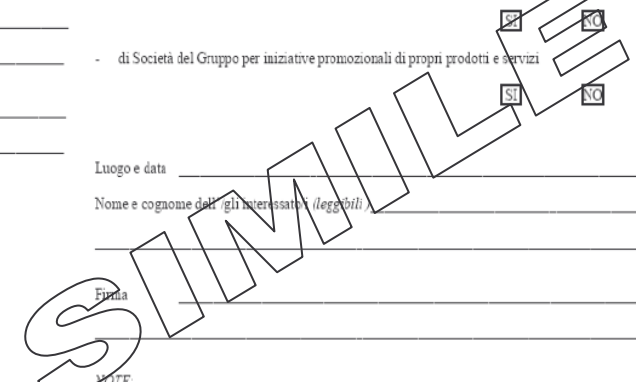 SI NO
- di Società del Gruppo per iniziative promozionali di propri prodotti e servizi
SI NO
Luogo e data
Nome e cognome dell'/gli interessato/i (leggibili)
Firma
NOTE:
SIMILE